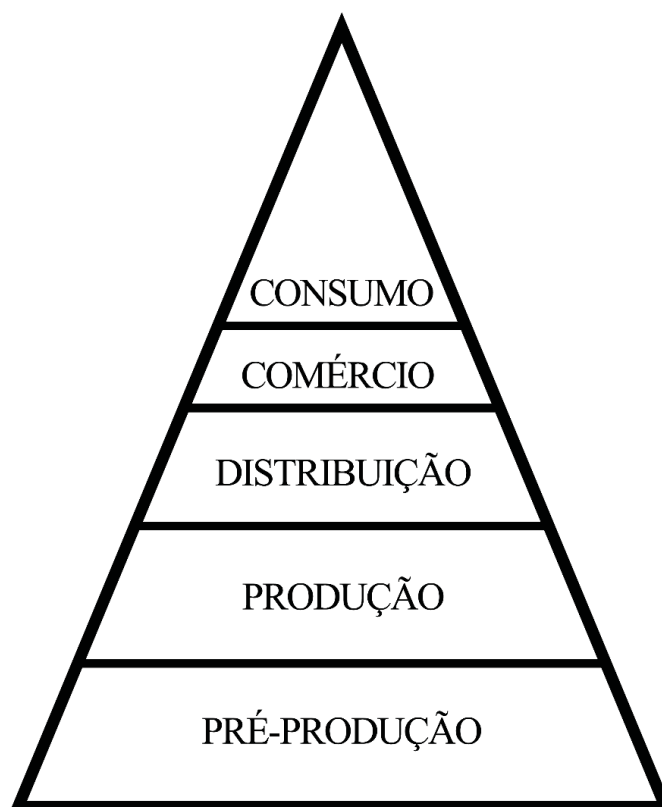 CONSUMO
COMÉRCIO
DISTRIBUIÇÃO
PRODUÇÃO
PRÉ-PRODUÇÃO